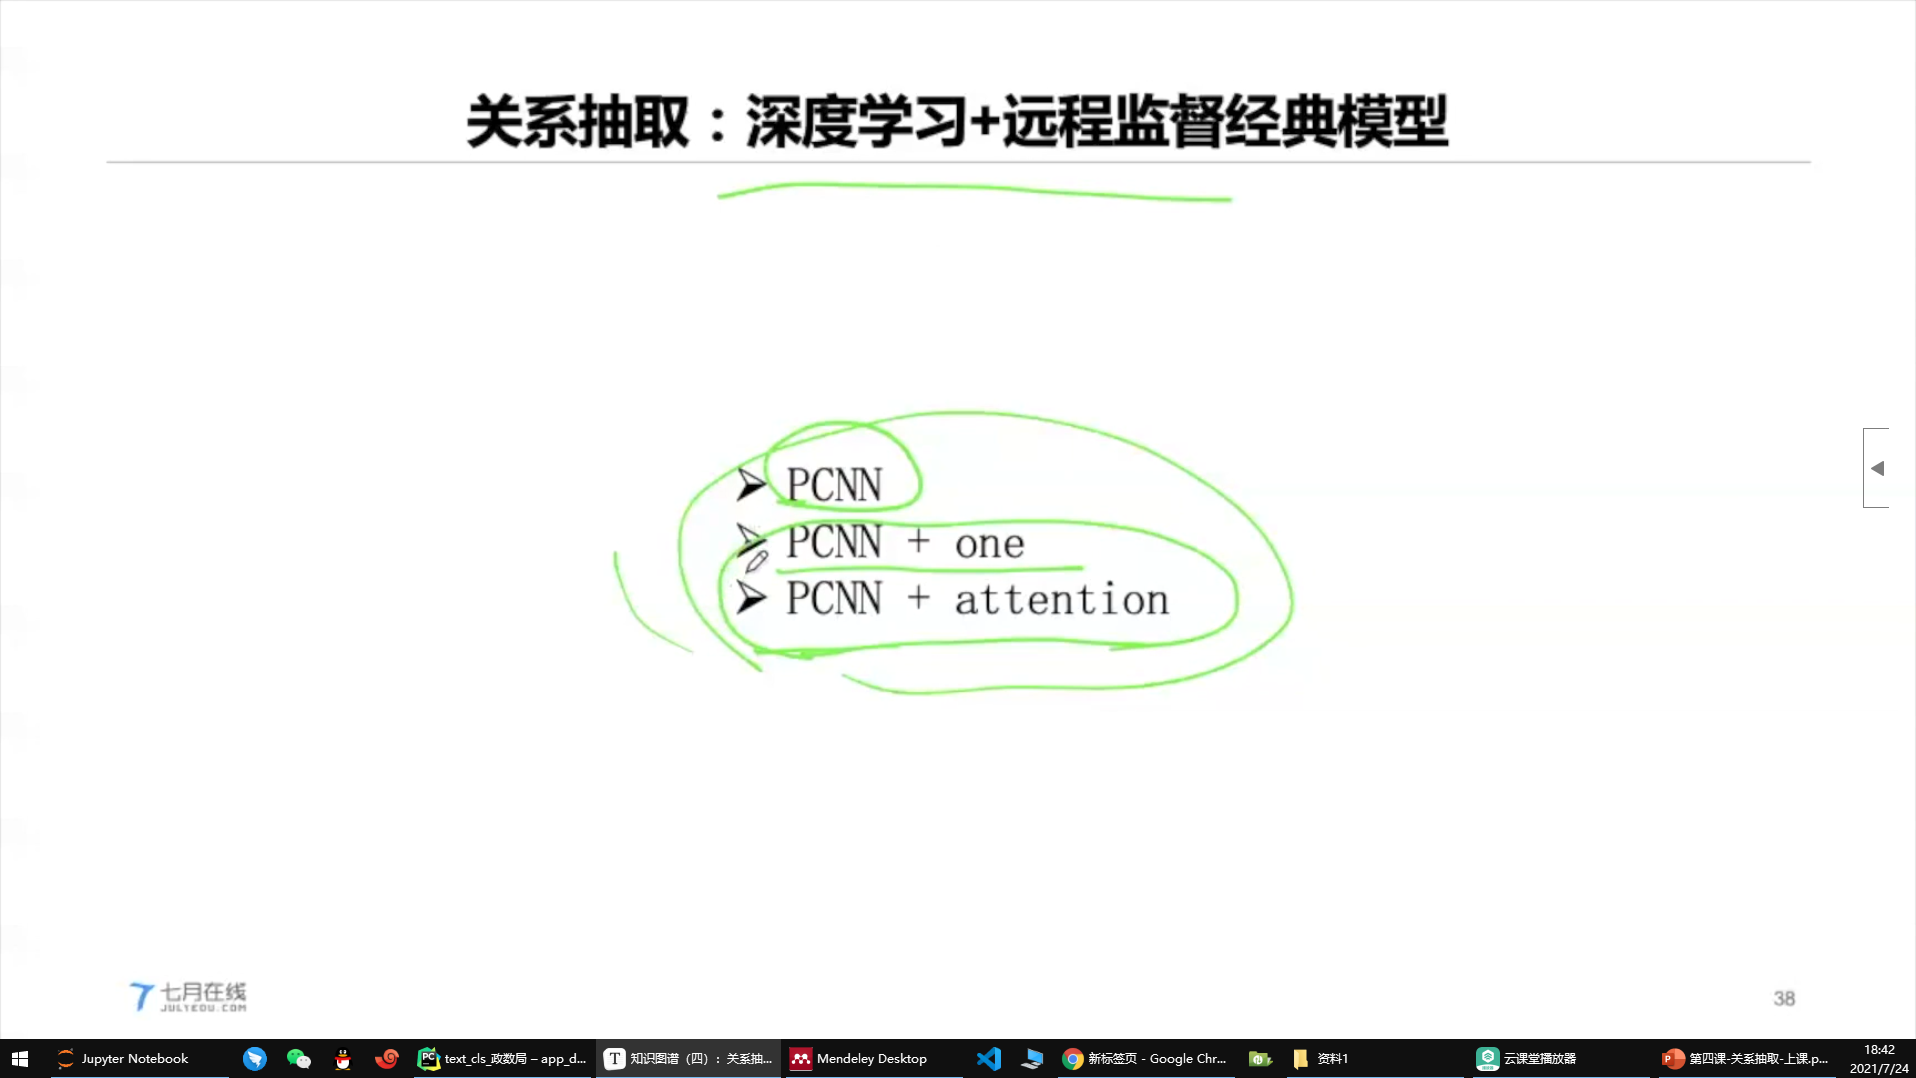 关系抽取：深度学习+远程监督经典模型
➢ PCNN
➢ PCNN + one
➢ PCNN + attention
七月在线
JULYEDU.COM
38
Jupyter Notebook
text_cls_政数局 – app_d...
知识图谱（四）：关系抽...
Mendeley Desktop
新标签页 - Google Chr...
资料1
云课堂播放器
第四课-关系抽取-上课.p...
18:42
2021/7/24